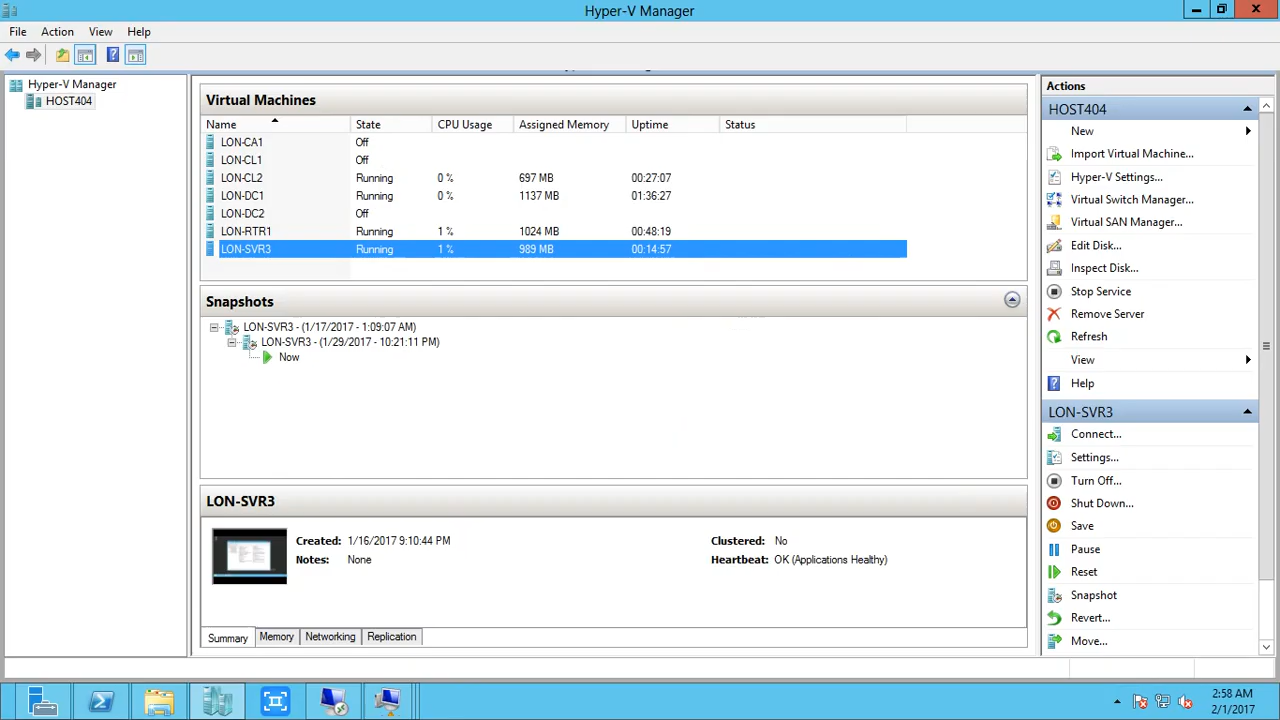 Hyper-V Manager
File Action View Help
Hyper-V Manager
HOST404
Virtual Machines
Name State CPU Usage Assigned Memory Uptime Status
LON-CA1 Off
LON-CL1 Off
LON-CL2 Running 0 % 697 MB 00:27:07
LON-DC1 Running 0 % 1137 MB 01:36:27
LON-DC2 Off
LON-RTR1 Running 1 % 1024 MB 00:48:19
LON-SVR3 Running 1 % 989 MB 00:14:57
Snapshots
LON-SVR3 - (1/17/2017 - 1:09:07 AM)
LON-SVR3 - (1/29/2017 - 10:21:11 PM)
Now
LON-SVR3
Created: 1/16/2017 9:10:44 PM Clustered: No
Notes: None Heartbeat: OK (Applications Healthy)
Summary Memory Networking Replication
Actions
HOST404
New
Import Virtual Machine...
Hyper-V Settings...
Virtual Switch Manager...
Virtual SAN Manager...
Edit Disk...
Inspect Disk...
Stop Service
Remove Server
Refresh
View
Help
LON-SVR3
Connect...
Settings...
Turn Off...
Shut Down...
Save
Pause
Reset
Snapshot
Revert...
Move...
2:58 AM
2/1/2017